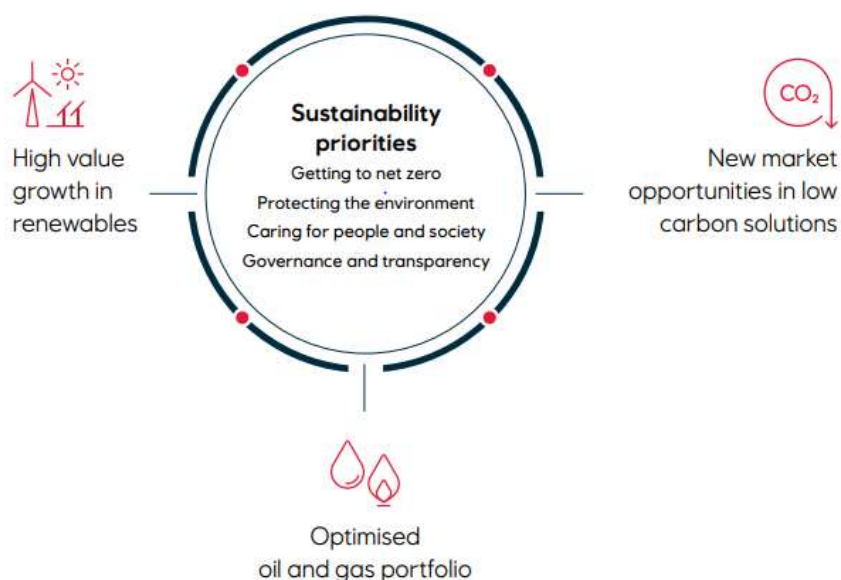 Sustainability
priorities
Getting to net zero
Protecting the environment
Caring for people and society
Governance and transparency
High value
growth in
renewables
CO₂
New market
opportunities in low
carbon solutions
Optimised
oil and gas portfolio